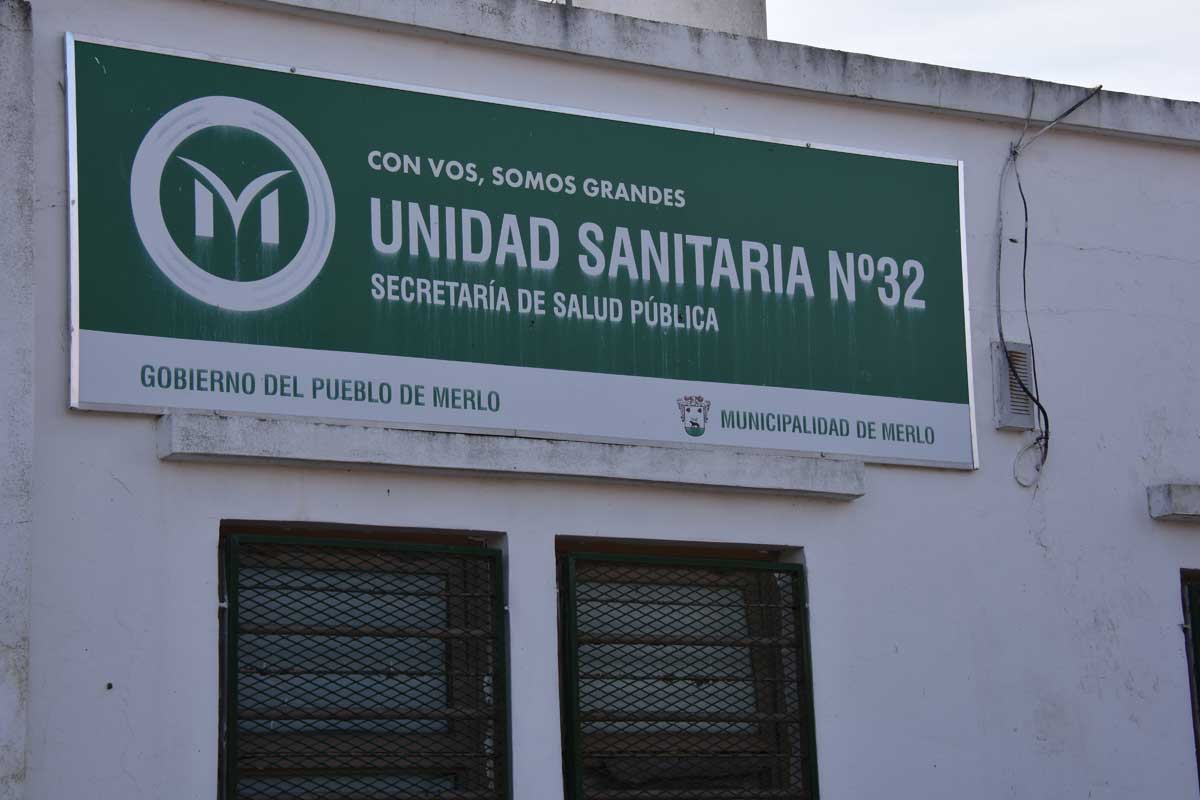 CON VOS, SOMOS GRANDES
UNIDAD SANITARIA Nº32
SECRETARÍA DE SALUD PÚBLICA
GOBIERNO DEL PUEBLO DE MERLO
MUNICIPALIDAD DE MERLO